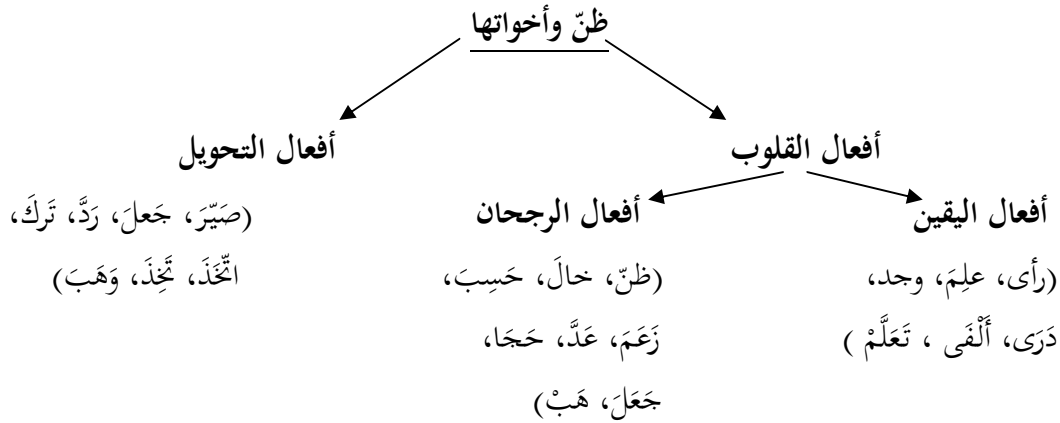 ظنّ وأخواتها
أفعال القلوب
أفعال التحويل
أفعال اليقين
(رأى، علِمَ، وجد،
دَرَى، أَلْفَى ، تَعَلَّمْ )
أفعال الرجحان
(ظنّ، خالَ، حَسِبَ،
زَعَمَ، عَدَّ، حَجَا،
جَعَلَ، هَبْ)
(صَيّرَ، جَعلَ، رَدَّ، تَركَ،
اتّخَذَ، تَخِذَ، وَهَبَ)